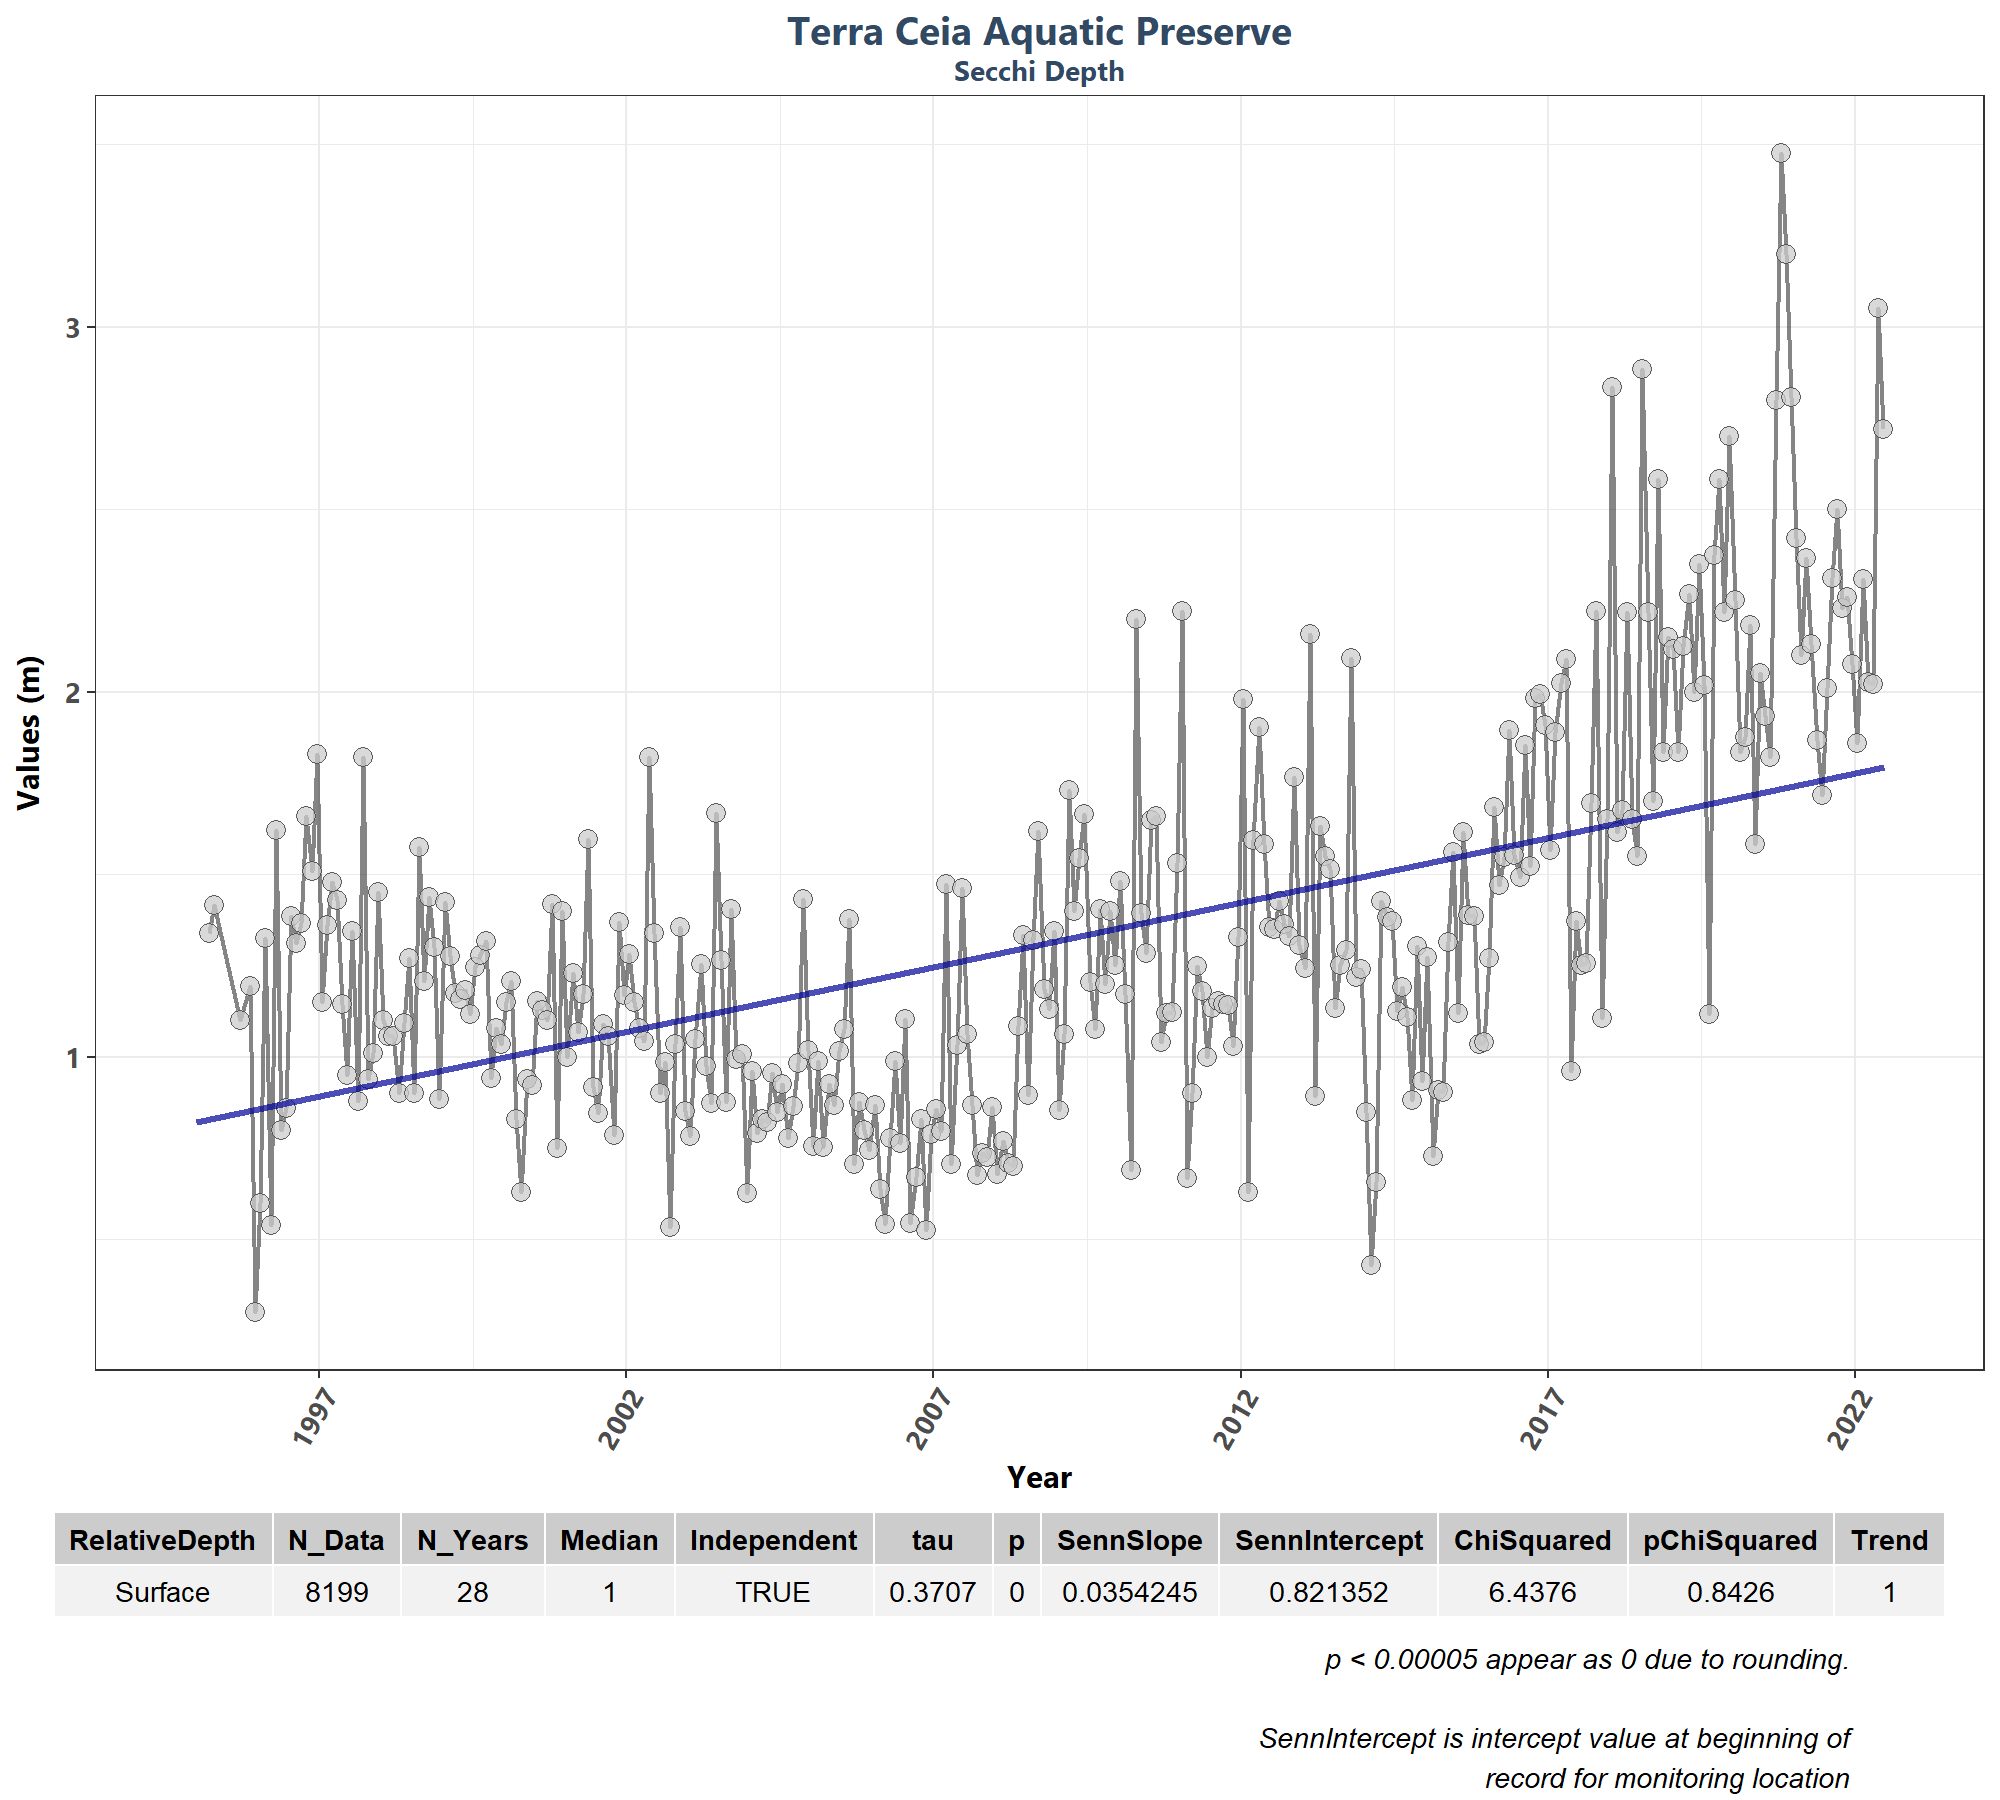 Terra Ceia Aquatic Preserve
Secchi Depth
Values (m)
3
2
1
1997 2002 2007 2012 2017 2022
Year
RelativeDepth N_Data N_Years Median Independent tau p SennSlope SennIntercept ChiSquared pChiSquared Trend
Surface 8199 28 1 TRUE 0.3707 0 0.0354245 0.821352 6.4376 0.8426 1
p < 0.00005 appear as 0 due to rounding.
SennIntercept is intercept value at beginning of
record for monitoring location